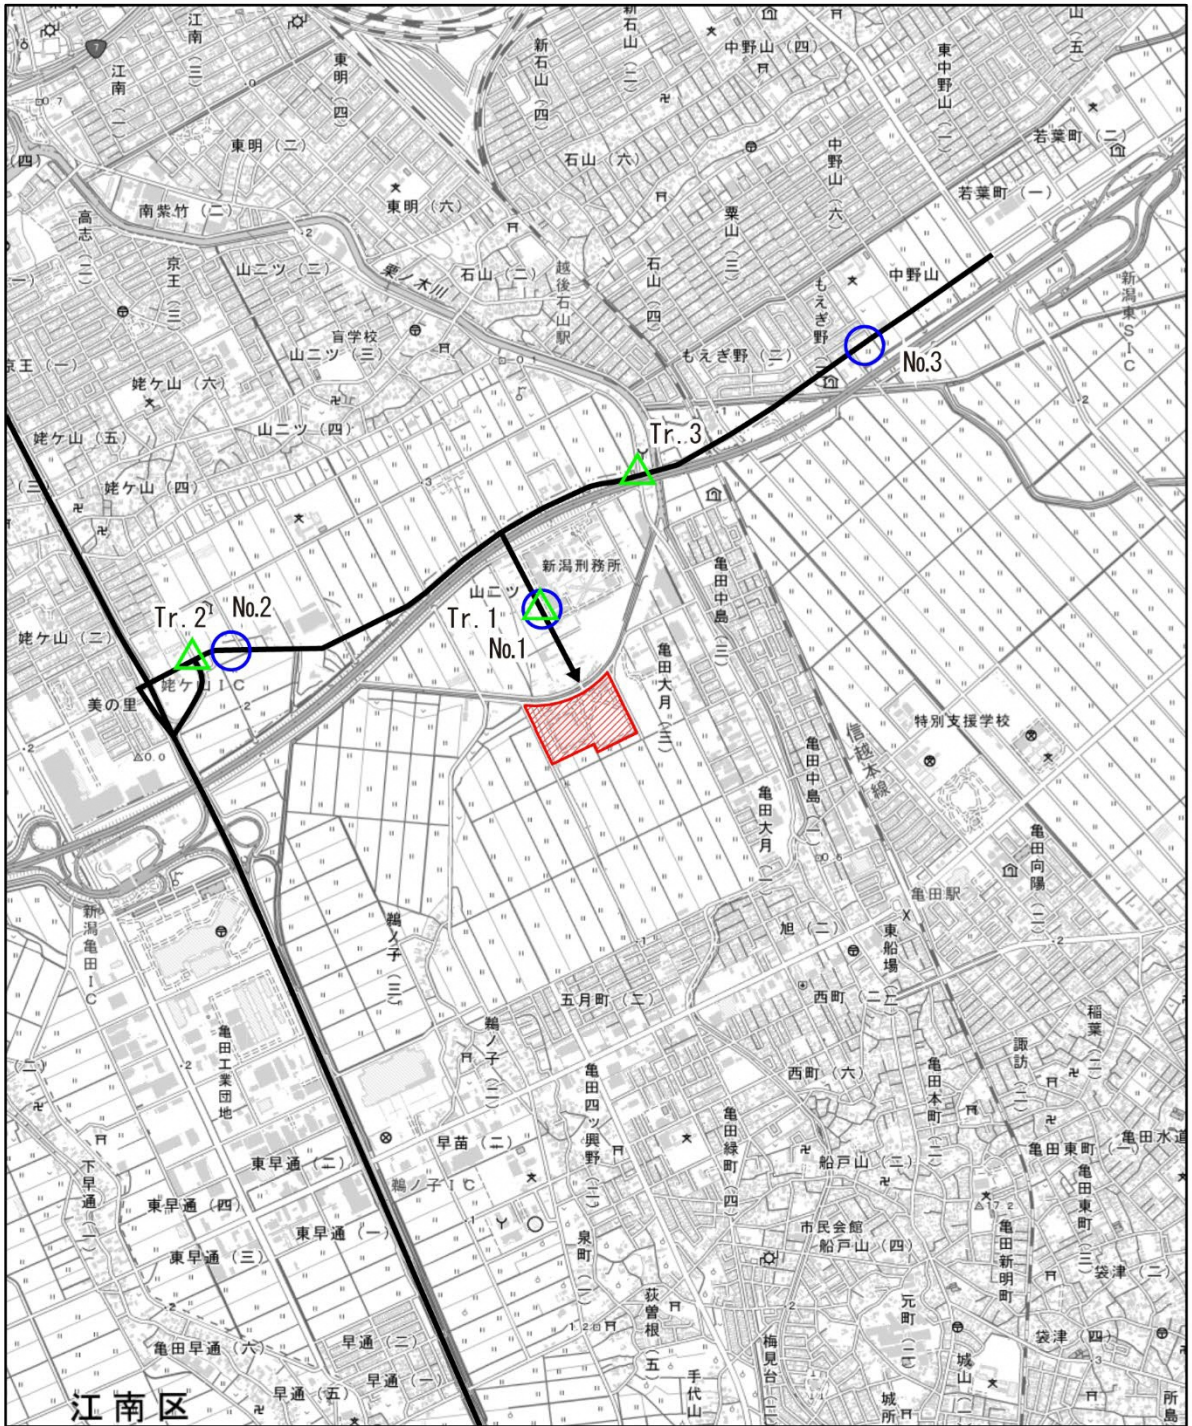 江南（三）
江南（一）
7
東明（四）
新石山（四）
新石山（二）
中野山（四）
東中野山（一）
山（五）
東明（二）
石山（六）
中野山（六）
若葉町（二）
若葉町（一）
南紫竹（二）
東明（六）
高志（二）
京王（三）
山二ツ（二）
栗ノ木川
石山（二）
越後石山駅
石山（四）
栗山（三）
もえぎ野（一）
中野山
新潟東SIC
盲学校
山二ツ（三）
もえぎ野（二）
No.3
京王（一）
姥ケ山（六）
山二ツ（四）
姥ケ山（五）
姥ケ山（四）
Tr.3
新潟刑務所
山二ツ
Tr.1
No.1
亀田中島（三）
Tr.2
No.2
姥ケ山（二）
姥ケ山IC
美の里
亀田大月（三）
特別支援学校
信越本線
亀田中島（一）
亀田大月（一）
亀田向陽（二）
亀田駅
新潟亀田IC
鵜ノ子（三）
旭（二）
東船場（二）
五月町（二）
西町（二）
稲葉（二）
亀田工業団地
鵜ノ子（二）
諏訪（二）
西町（六）
亀田四ッ興野（二）
亀田緑町（四）
亀田本町（二）
早苗（二）
船戸山（三）
亀田東町（一）
亀田水道
下早通（一）
東早通（二）
鵜ノ子IC
東早通（四）
東早通（一）
東早通（三）
泉町（一）
市民会館
船戸山（四）
17.2
亀田新明町
亀田東町（三）
袋津（二）
荻曽根（五）
元町（二）
袋津（四）
亀田早通（六）
早通（二）
早通（一）
早通（五）
手代山
梅見台（二）
城所
城山（一）
所島
江南区